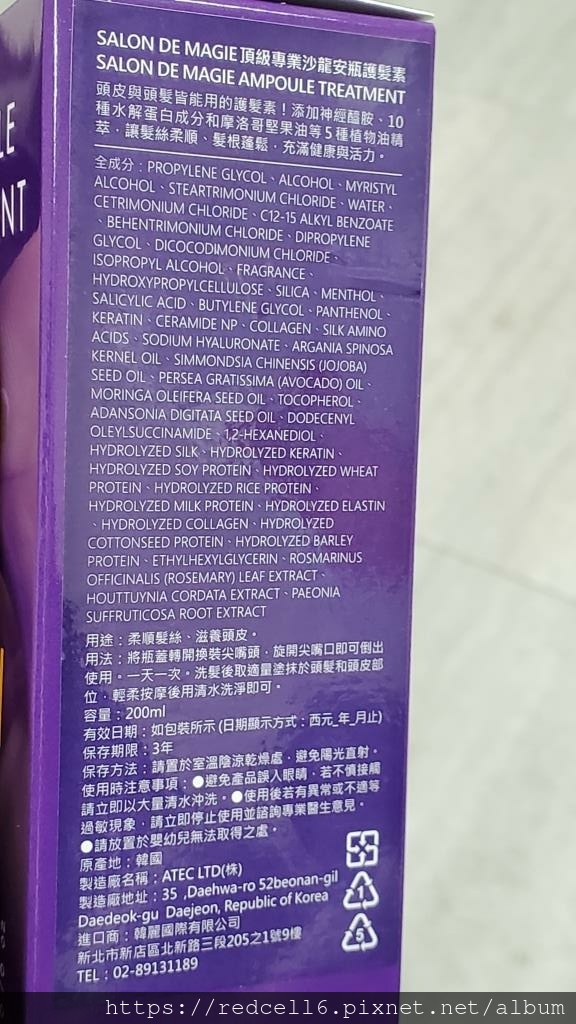 LE
NT
SALON DE MAGIE頂級專業沙龍安瓶護髮素
SALON DE MAGIE AMPOULE TREATMENT
頭皮與頭髮皆能用的護髮素！添加神經醯胺、10
種水解蛋白成分和摩洛哥堅果油等5種植物油精
萃，讓髮絲柔順、髮根蓬鬆，充滿健康與活力。
全成分：PROPYLENE GLYCOL、ALCOHOL、MYRISTYL
ALCOHOL、STEARTRIMONIUM CHLORIDE、WATER、
CETRIMONIUM CHLORIDE、C12-15 ALKYL BENZOATE
、BEHENTRIMONIUM CHLORIDE、DIPROPYLENE
GLYCOL、DICOCODIMONIUM CHLORIDE、
ISOPROPYL ALCOHOL、FRAGRANCE、
HYDROXYPROPYLCELLULOSE、SILICA、MENTHOL、
SALICYLIC ACID、BUTYLENE GLYCOL、PANTHENOL、
KERATIN、CERAMIDE NP、COLLAGEN、SILK AMINO
ACIDS、SODIUM HYALURONATE、ARGANIA SPINOSA
KERNEL OIL、SIMMONDSIA CHINENSIS (JOJOBA)
SEED OIL、PERSEA GRATISSIMA (AVOCADO) OIL、
MORINGA OLEIFERA SEED OIL、TOCOPHEROL、
ADANSONIA DIGITATA SEED OIL、DODECENYL
OLEYLSUCCINAMIDE、1,2-HEXANEDIOL、
HYDROLYZED SILK、HYDROLYZED KERATIN、
HYDROLYZED SOY PROTEIN、HYDROLYZED WHEAT
PROTEIN、HYDROLYZED RICE PROTEIN、
HYDROLYZED MILK PROTEIN、HYDROLYZED ELASTIN
、HYDROLYZED COLLAGEN、HYDROLYZED
COTTONSEED PROTEIN、HYDROLYZED BARLEY
PROTEIN、ETHYLHEXYLGLYCERIN、ROSMARINUS
OFFICINALIS (ROSEMARY) LEAF EXTRACT、
HOUTTUYNIA CORDATA EXTRACT、PAEONIA
SUFFRUTICOSA ROOT EXTRACT
用途：柔順髮絲、滋養頭皮。
用法：將瓶蓋轉開換裝尖嘴頭，旋開尖嘴口即可倒出
使用。一天一次。洗髮後取適量塗抹於頭髮和頭皮部
位，輕柔按摩後用清水洗淨即可。
容量：200ml
有效日期：如包裝所示 (日期顯示方式：西元_年_月止)
保存期限：3年
保存方法：請置於室溫陰涼乾燥處，避免陽光直射。
使用時注意事項：●避免產品誤入眼睛，若不慎接觸
請立即以大量清水沖洗。●使用後若有異常或不適等
過敏現象，請立即停止使用並諮詢專業醫生意見。
●請放置於嬰幼兒無法取得之處。
原產地：韓國
製造廠名稱：ATEC LTD(株)
製造廠地址：35 ,Daehwa-ro 52beonan-gil
Daedeok-gu Daejeon, Republic of Korea
進口商：韓麗國際有限公司
新北市新店區北新路三段205之1號9樓
TEL：02-89131189
1
5
https://redcell6.pixnet.net/album